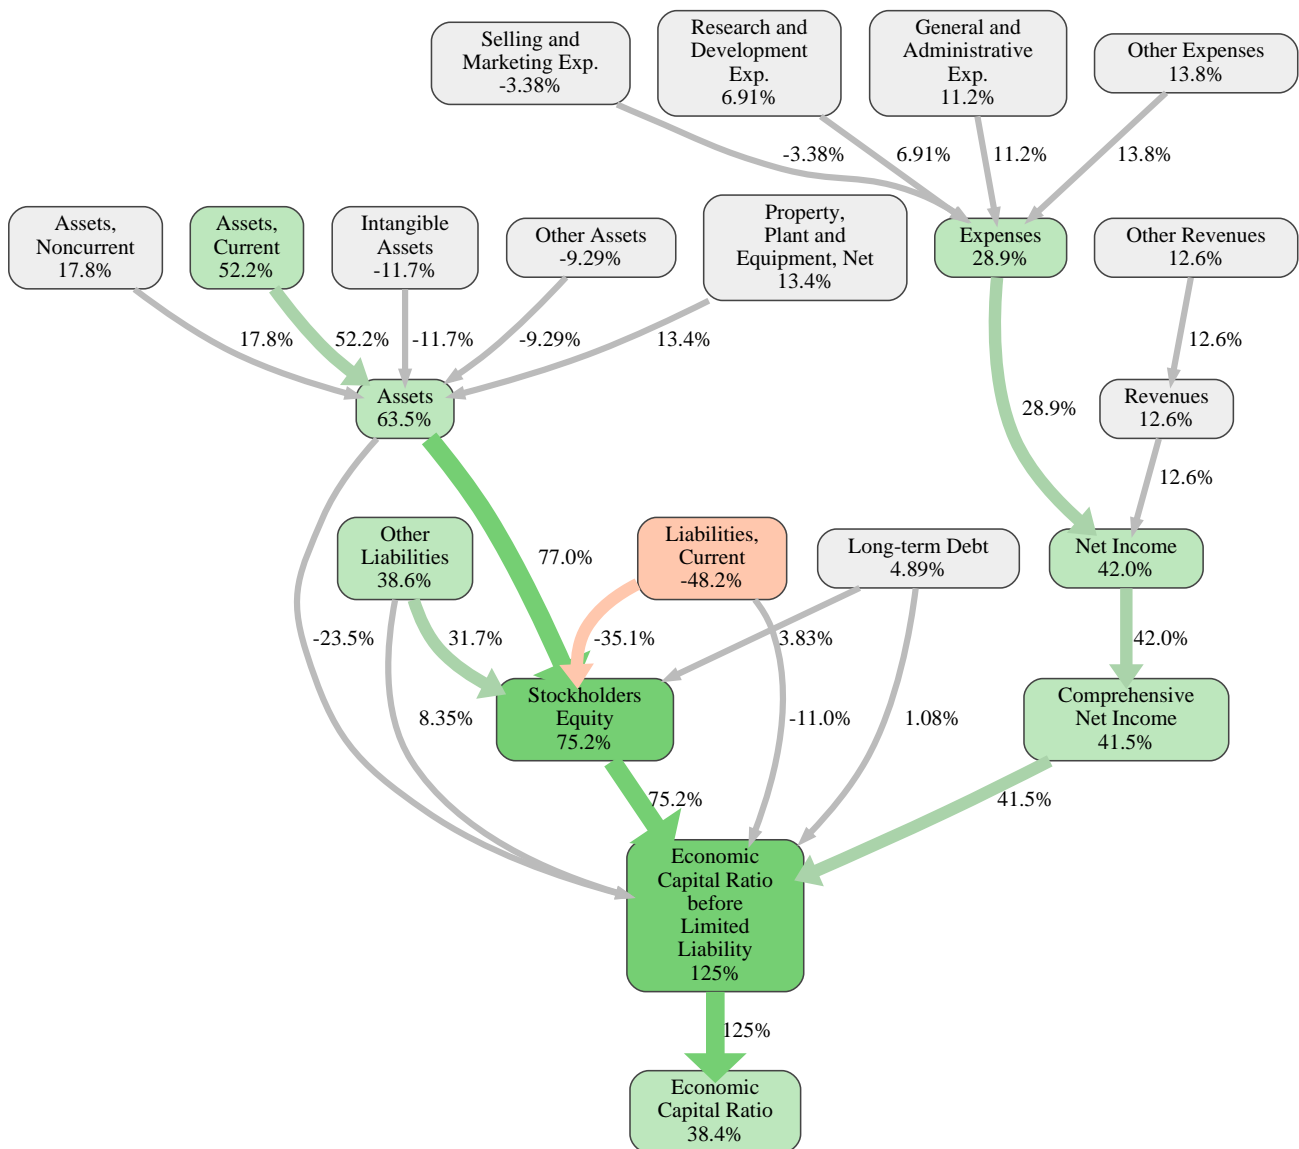 Selling and
Marketing Exp.
-3.38%
Research and
Development
Exp.
6.91%
General and
Administrative
Exp.
11.2%
Other Expenses
13.8%
-3.38%
6.91%
11.2%
13.8%
Assets,
Noncurrent
17.8%
Assets,
Current
52.2%
Intangible
Assets
-11.7%
Other Assets
-9.29%
Property,
Plant and
Equipment, Net
13.4%
Expenses
28.9%
Other Revenues
12.6%
17.8%
52.2%
-11.7%
-9.29%
13.4%
12.6%
Assets
63.5%
28.9%
Revenues
12.6%
12.6%
Other
Liabilities
38.6%
77.0%
Liabilities,
Current
-48.2%
Long-term Debt
4.89%
Net Income
42.0%
-23.5%
31.7%
-35.1%
3.83%
42.0%
8.35%
Stockholders
Equity
75.2%
-11.0%
1.08%
Comprehensive
Net Income
41.5%
75.2%
41.5%
Economic
Capital Ratio
before
Limited
Liability
125%
125%
Economic
Capital Ratio
38.4%